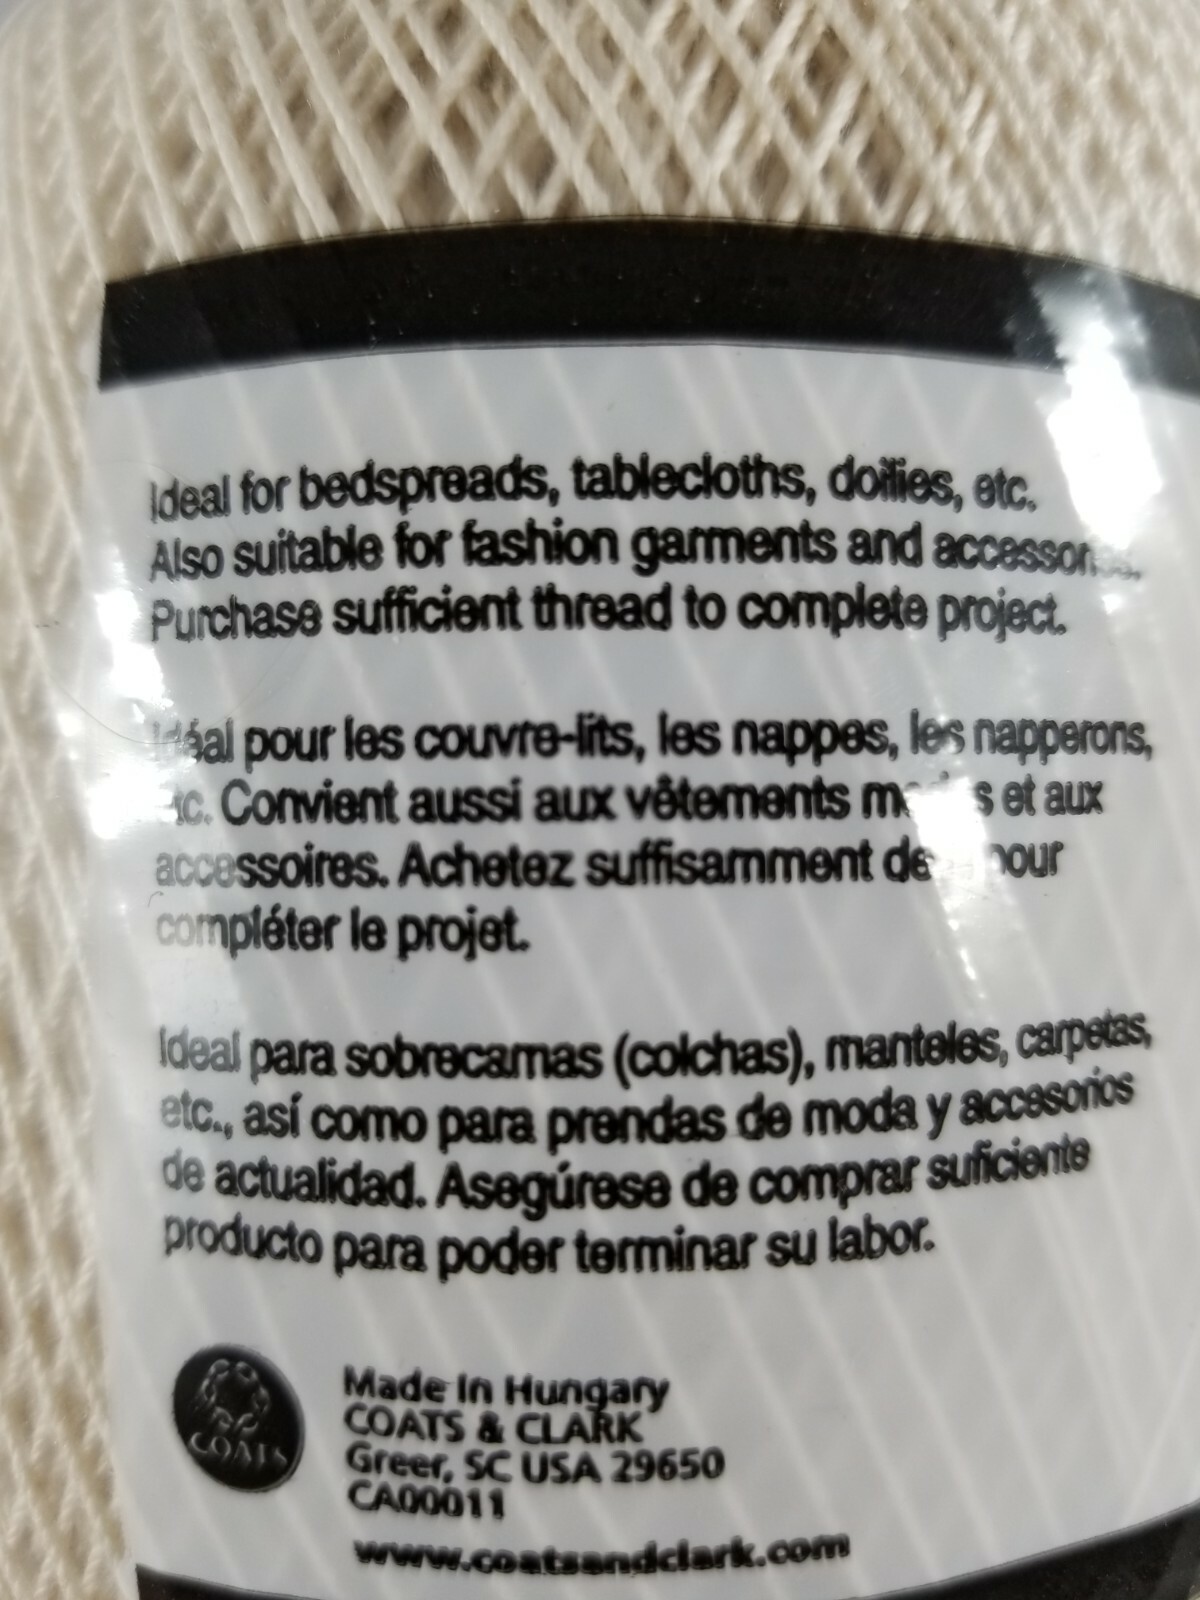 Ideal for bedspreads, tablecloths, doilies, etc.
Also suitable for fashion garments and
Purchase sufficient thread to complete project.
pour les couvre-lits, les nappes, les napperons,
Convient aussi aux vêtements et aux
accessoires. Achetez suffisamment de pour
compléter le projet.
Ideal para sobrecamas (colchas), manteles, carpetas,
etc., así como para prendas de moda y accesorios
de actualidad. Asegúrese de comprar suficiente
producto para poder terminar su labor.
COATS
Made In Hungary
COATS & CLARK
Greer, SC USA 29650
CA00011
www.coatsandclark.com